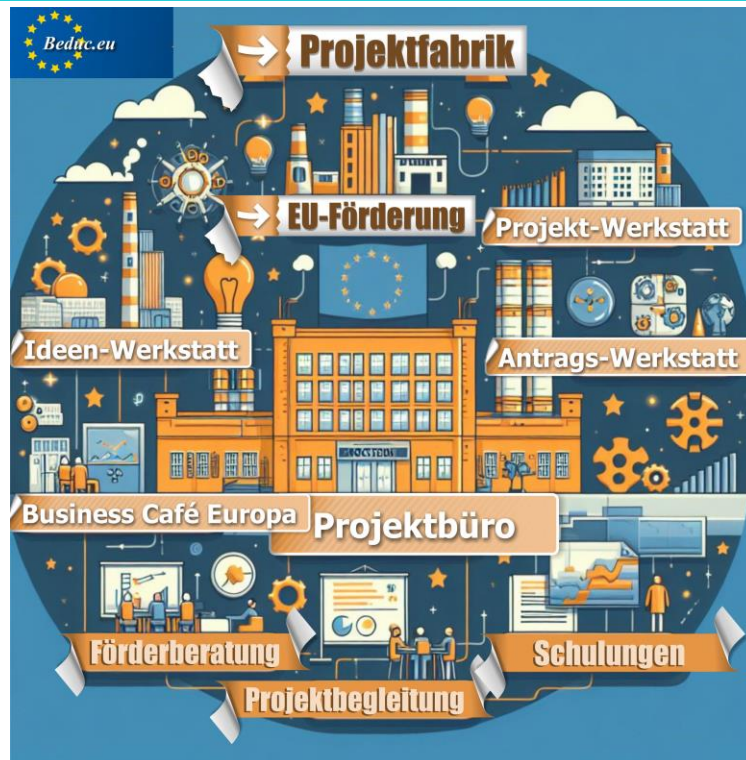 Beduc.eu
Projektfabrik
EU-Förderung
Projekt-Werkstatt
Ideen-Werkstatt
Antrags-Werkstatt
Business Café Europa
Projektbüro
Förderberatung
Schulungen
Projektbegleitung